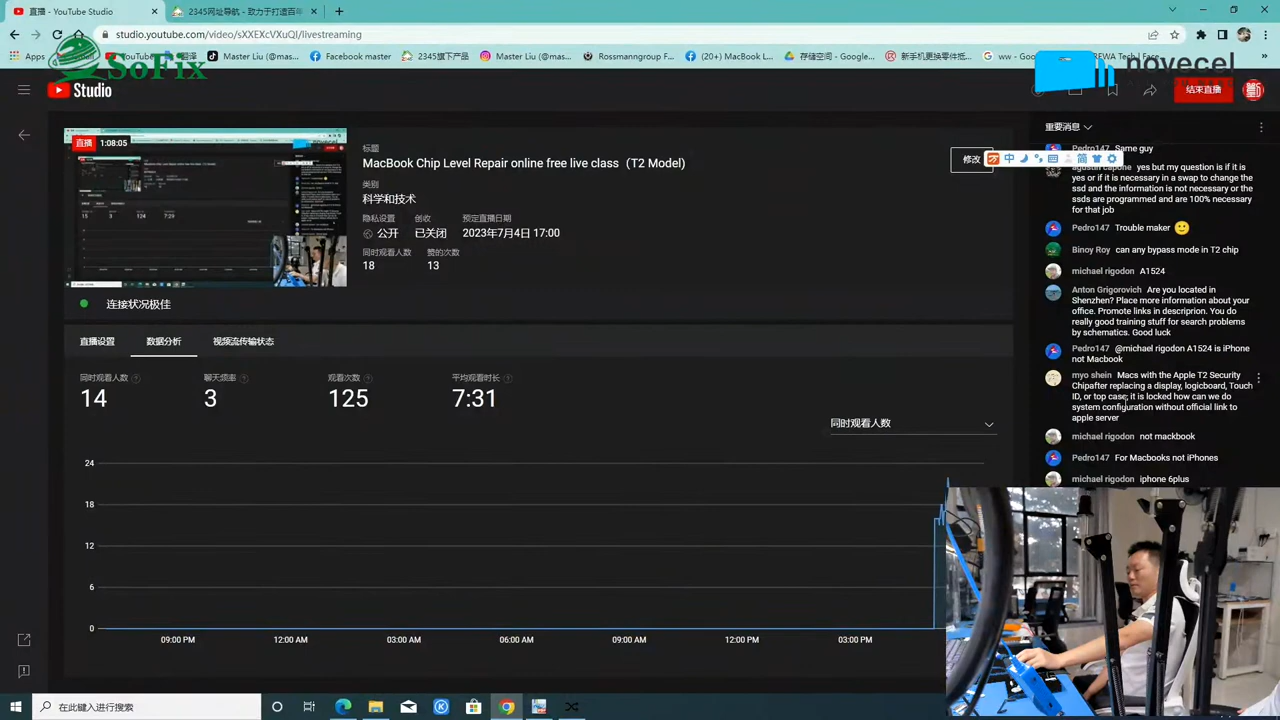 直播 - YouTube Studio
2345网址导航 - 致力于打造百年
studio.youtube.com/video/sXXEXcVXuQI/livestreaming
Apps
YouTube
Master Liu (@mas...
Facebook master
2345旗下产品
Instagram
Master Liu (@mas...
Rossmanngroup F...
(20+) MacBook L...
存储空间 - Google...
新手机更换零件抵...
ww - Go
REWA Tech | Face...
SoFix
novecel
Studio
结束直播
直播
1:08:05
标题
MacBook Chip Level Repair online free live class（T2 Model)
类别
科学和技术
隐私设置
创收
预定直播日期
公开
已关闭
2023年7月4日 17:00
同时观看人数
赞的次数
18
13
修改
中
简
连接状况极佳
直播设置
数据分析
视频流传输状态
同时观看人数
聊天频率
观看次数
平均观看时长
14
3
125
7:31
同时观看人数
24
18
12
6
0
09:00 PM
12:00 AM
03:00 AM
06:00 AM
09:00 AM
12:00 PM
03:00 PM
重要消息
Pedro147 Same guy
agustin capone yes but my question is if it is
yes or if it is necessary in a swap to change the
ssd and the information is not necessary or the
ssds are programmed and are 100% necessary
for that job
Pedro147 Trouble maker
Binoy Roy can any bypass mode in T2 chip
michael rigodon A1524
Anton Grigorovich Are you located in
Shenzhen? Place more information about your
office. Promote links in descriprion. You do
really good training stuff for search problems
by schematics. Good luck
Pedro147 @michael rigodon A1524 is iPhone
not Macbook
myo shein Macs with the Apple T2 Security
Chipafter replacing a display, logicboard, Touch
ID, or top case, it is locked how can we do
system configuration without official link to
apple server
michael rigodon not mackbook
Pedro147 For Macbooks not iPhones
michael rigodon iphone 6plus
在此键入进行搜索